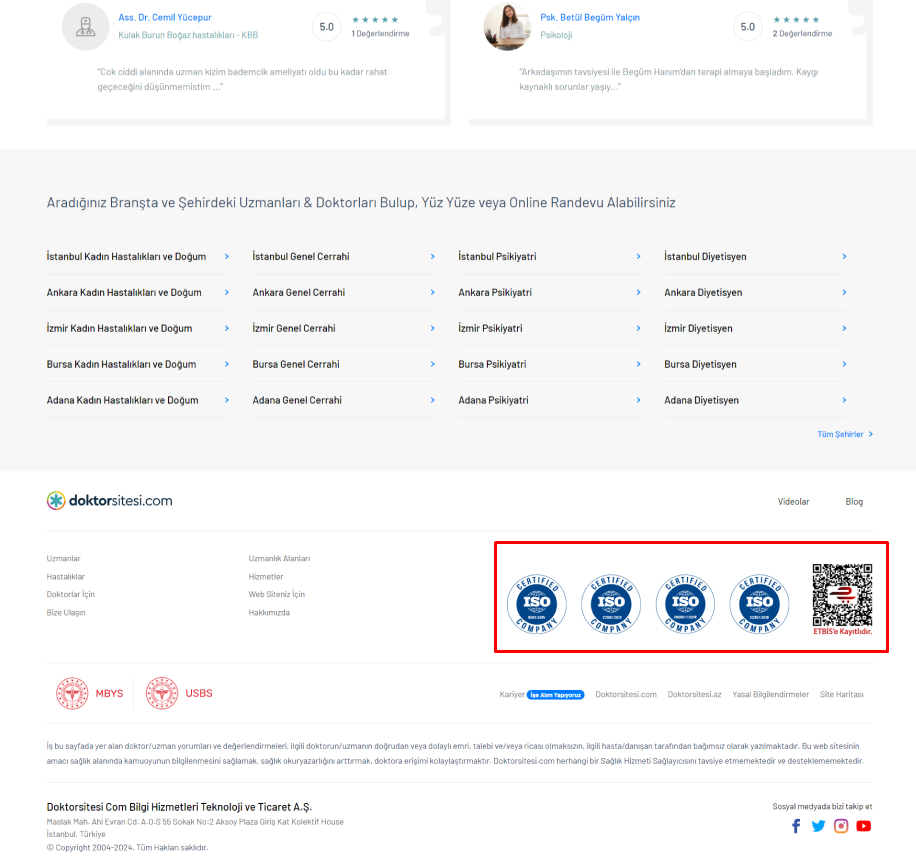 Ass. Dr. Cemil Yücepur
Kulak Burun Boğaz hastalıkları - KBB
5.0
1 Değerlendirme
"Cok ciddi alanında uzman kizim bademcik ameliyatı oldu bu kadar rahat
geçeceğini düşünmemistim ..."
Psk. Betül Begüm Yalçın
Psikoloji
5.0
2 Değerlendirme
"Arkadaşımın tavsiyesi ile Begüm Hanım'dan terapi almaya başladım. Kaygı
kaynaklı sorunlar yaşıy..."
Aradığınız Branşta ve Şehirdeki Uzmanları & Doktorları Bulup, Yüz Yüze veya Online Randevu Alabilirsiniz
İstanbul Kadın Hastalıkları ve Doğum
İstanbul Genel Cerrahi
İstanbul Psikiyatri
İstanbul Diyetisyen
Ankara Kadın Hastalıkları ve Doğum
Ankara Genel Cerrahi
Ankara Psikiyatri
Ankara Diyetisyen
İzmir Kadın Hastalıkları ve Doğum
İzmir Genel Cerrahi
İzmir Psikiyatri
İzmir Diyetisyen
Bursa Kadın Hastalıkları ve Doğum
Bursa Genel Cerrahi
Bursa Psikiyatri
Bursa Diyetisyen
Adana Kadın Hastalıkları ve Doğum
Adana Genel Cerrahi
Adana Psikiyatri
Adana Diyetisyen
Tüm Şehirler
doktorsitesi.com
Videolar
Blog
Uzmanlar
Uzmanlık Alanları
Hastalıklar
Hizmetler
Doktorlar İçin
Web Siteniz İçin
Bize Ulaşın
Hakkımızda
CERTIFIED
ISO
COMPANY
CERTIFIED
ISO
COMPANY
CERTIFIED
ISO
COMPANY
CERTIFIED
ISO
COMPANY
ETBİS'e Kayıtlıdır.
MBYS
USBS
Kariyer İşe Alım Yapıyoruz
Doktorsitesi.com
Doktorsitesi.az
Yasal Bilgilendirmeler
Site Haritası
İş bu sayfada yer alan doktor/uzman yorumları ve değerlendirmeleri, ilgili doktorun/uzmanın doğrudan veya dolaylı emri, talebi ve/veya ricası olmaksızın, ilgili hasta/danışan tarafından bağımsız olarak yazılmaktadır. Bu web sitesinin
amacı sağlık alanında kamuoyunun bilgilenmesini sağlamak, sağlık okuryazarlığını arttırmak, doktora erişimi kolaylaştırmaktır. Doktorsitesi.com herhangi bir Sağlık Hizmeti Sağlayıcısını tavsiye etmemektedir ve desteklememektedir.
Doktorsitesi Com Bilgi Hizmetleri Teknoloji ve Ticaret A.Ş.
Maslak Mah. Ahi Evran Cd. A.O.S 55 Sokak No:2 Aksoy Plaza Giriş Kat Kolektif House
İstanbul, Türkiye
© Copyright 2004-2024. Tüm Hakları saklıdır.
Sosyal medyada bizi takip et